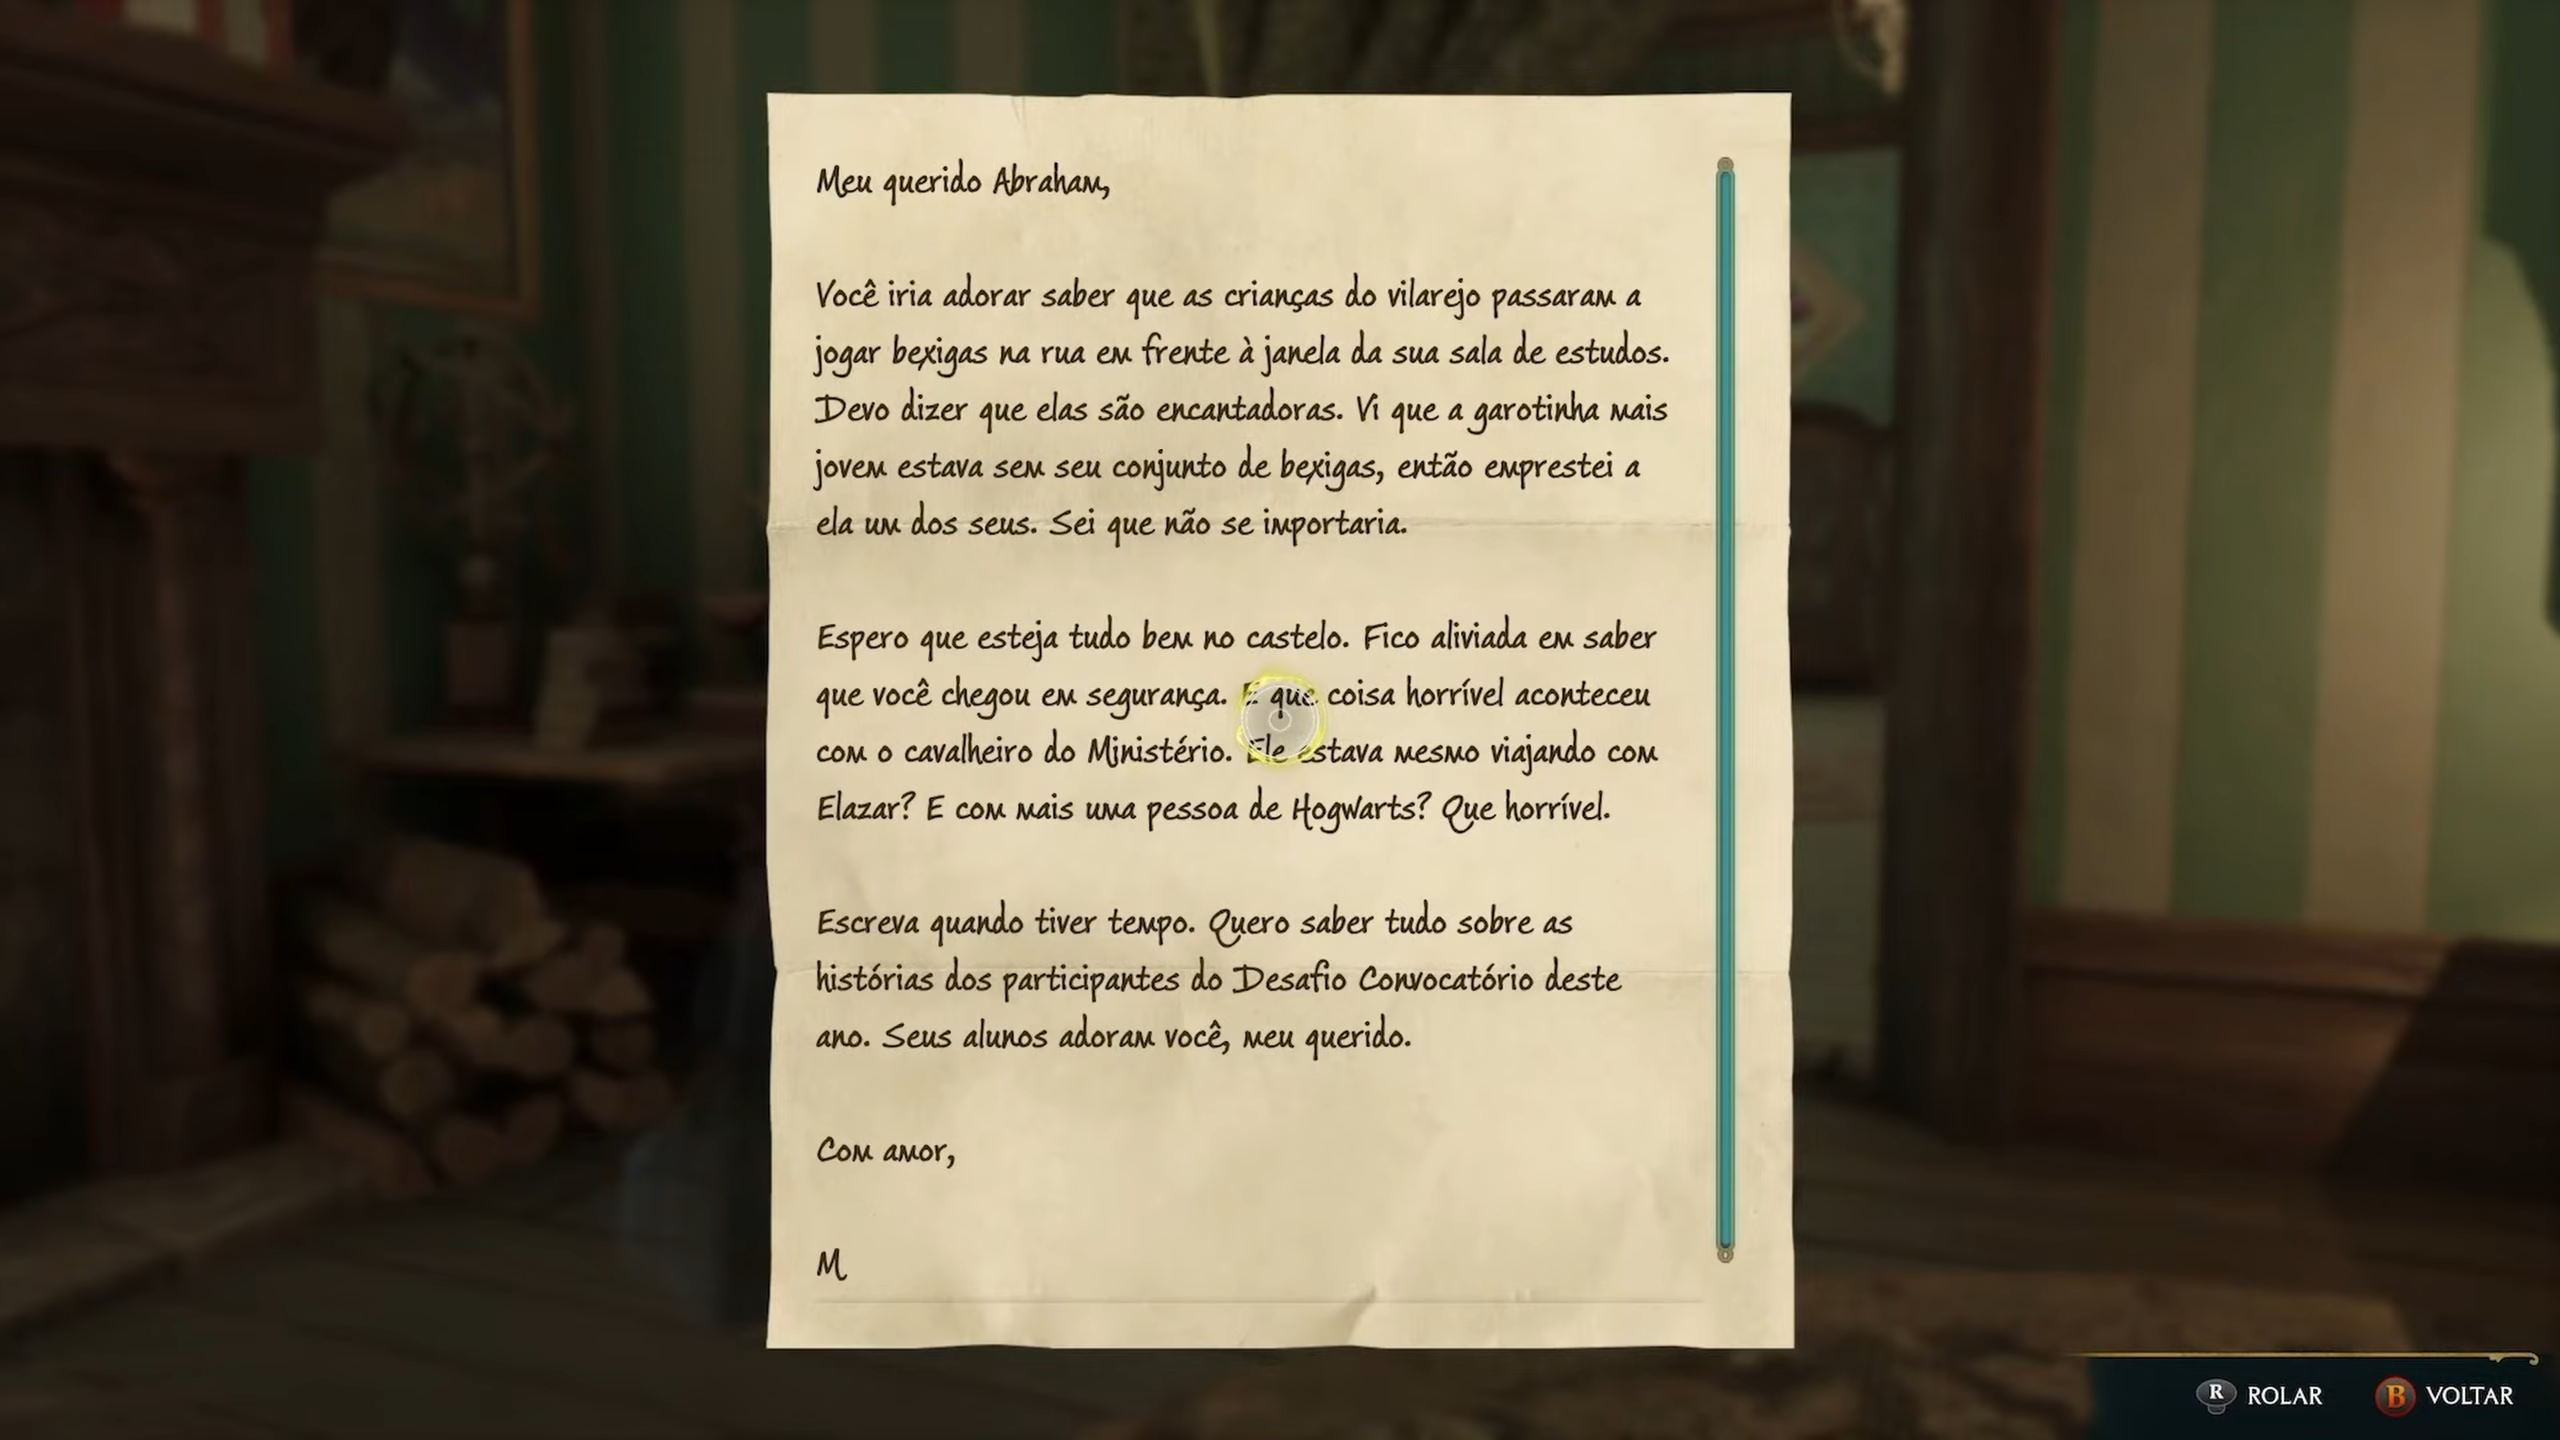 Meu querido Abraham,
Você iria adorar saber que as crianças do vilarejo passaram a
jogar bexigas na rua em frente à janela da sua sala de estudos.
Devo dizer que elas são encantadoras. Vi que a garotinha mais
jovem estava sem seu conjunto de bexigas, então emprestei a
ela um dos seus. Sei que não se importaria.
Espero que esteja tudo bem no castelo. Fico aliviada em saber
que você chegou em segurança. E que coisa horrível aconteceu
com o cavalheiro do Ministério. Ele estava mesmo viajando com
Elazar? E com mais uma pessoa de Hogwarts? Que horrível.
Escreva quando tiver tempo. Quero saber tudo sobre as
histórias dos participantes do Desafio Convocatório deste
ano. Seus alunos adoram você, meu querido.
Com amor,
M
R ROLAR B VOLTAR